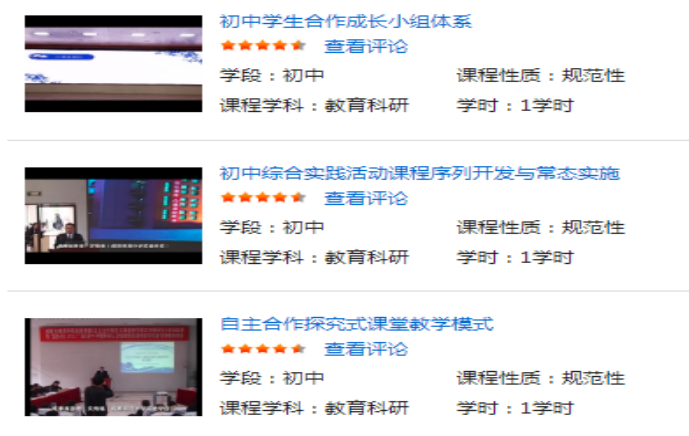 初中学生合作成长小组体系
查看评论
学段：初中 课程性质：规范性
课程学科：教育科研 学时：1学时
初中综合实践活动课程序列开发与常态实施
查看评论
学段：初中 课程性质：规范性
课程学科：教育科研 学时：1学时
自主合作探究式课堂教学模式
查看评论
学段：初中 课程性质：规范性
课程学科：教育科研 学时：1学时